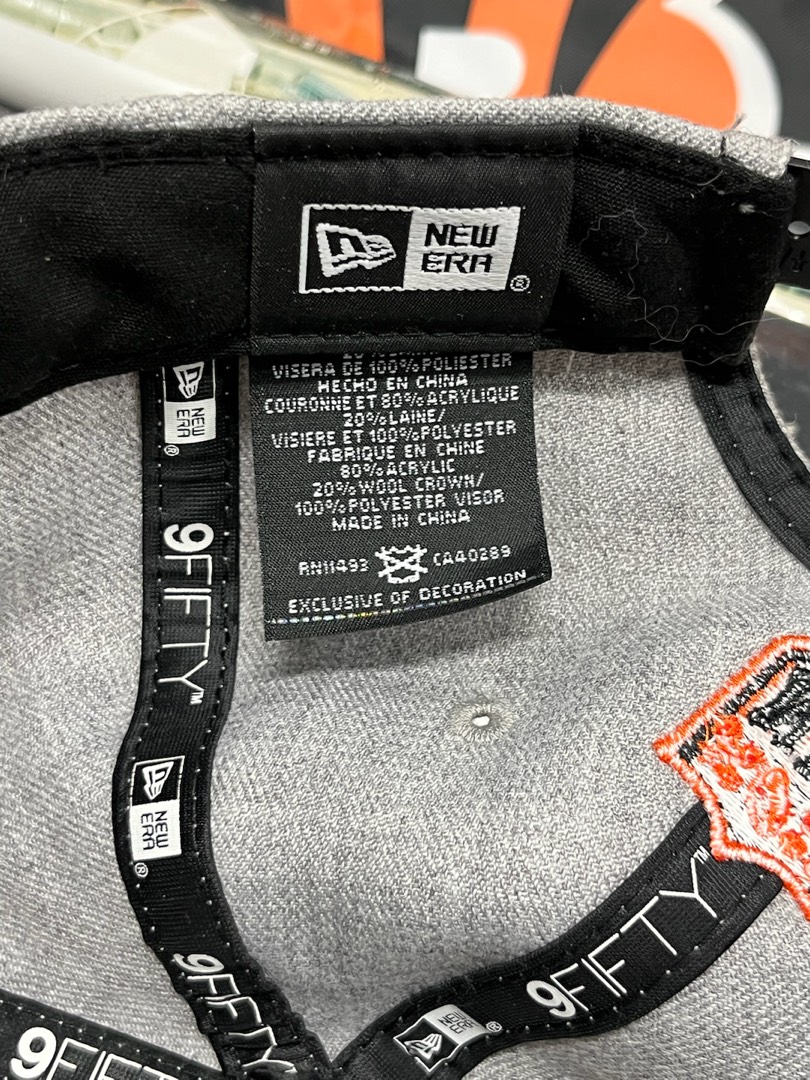 NEW
ERA
®
VISERA DE 100% POLIESTER
HECHO EN CHINA
COURONNE ET 80% ACRYLIQUE
20% LAINE/
VISIERE ET 100% POLYESTER
FABRIQUE EN CHINE
80% ACRYLIC
20% WOOL CROWN/
100% POLYESTER VISOR
MADE IN CHINA
RN11493 CA40289
EXCLUSIVE OF DECORATION
NEW
ERA
®
9FIFTY™
NEW
ERA
®
9FIFTY
9FIFTY
9FIFTY™
NEW
ERA